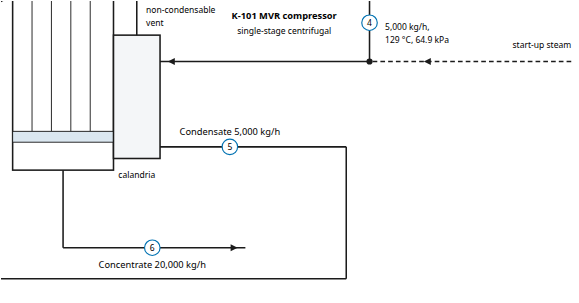 non-condensable
vent
K-101 MVR compressor
single-stage centrifugal
4
5,000 kg/h,
129 °C, 64.9 kPa
start-up steam
Condensate 5,000 kg/h
5
calandria
6
Concentrate 20,000 kg/h